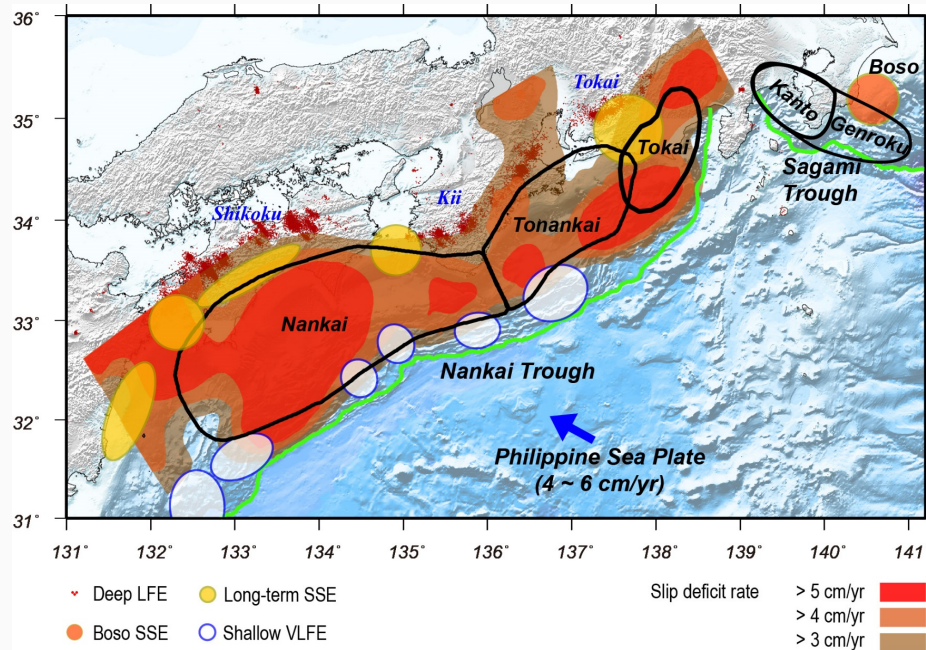 36˚
35˚
34˚
33˚
32˚
31˚
131˚ 132˚ 133˚ 134˚ 135˚ 136˚ 137˚ 138˚ 139˚ 140˚ 141
Boso
Tokai
Kanto
Genroku
Tokai
Sagami
Trough
Kii
Shikoku
Tonankai
Nankai
Nankai Trough
Philippine Sea Plate
(4 ~ 6 cm/yr)
Deep LFE
Long-term SSE
Boso SSE
Shallow VLFE
Slip deficit rate
> 5 cm/yr
> 4 cm/yr
> 3 cm/yr